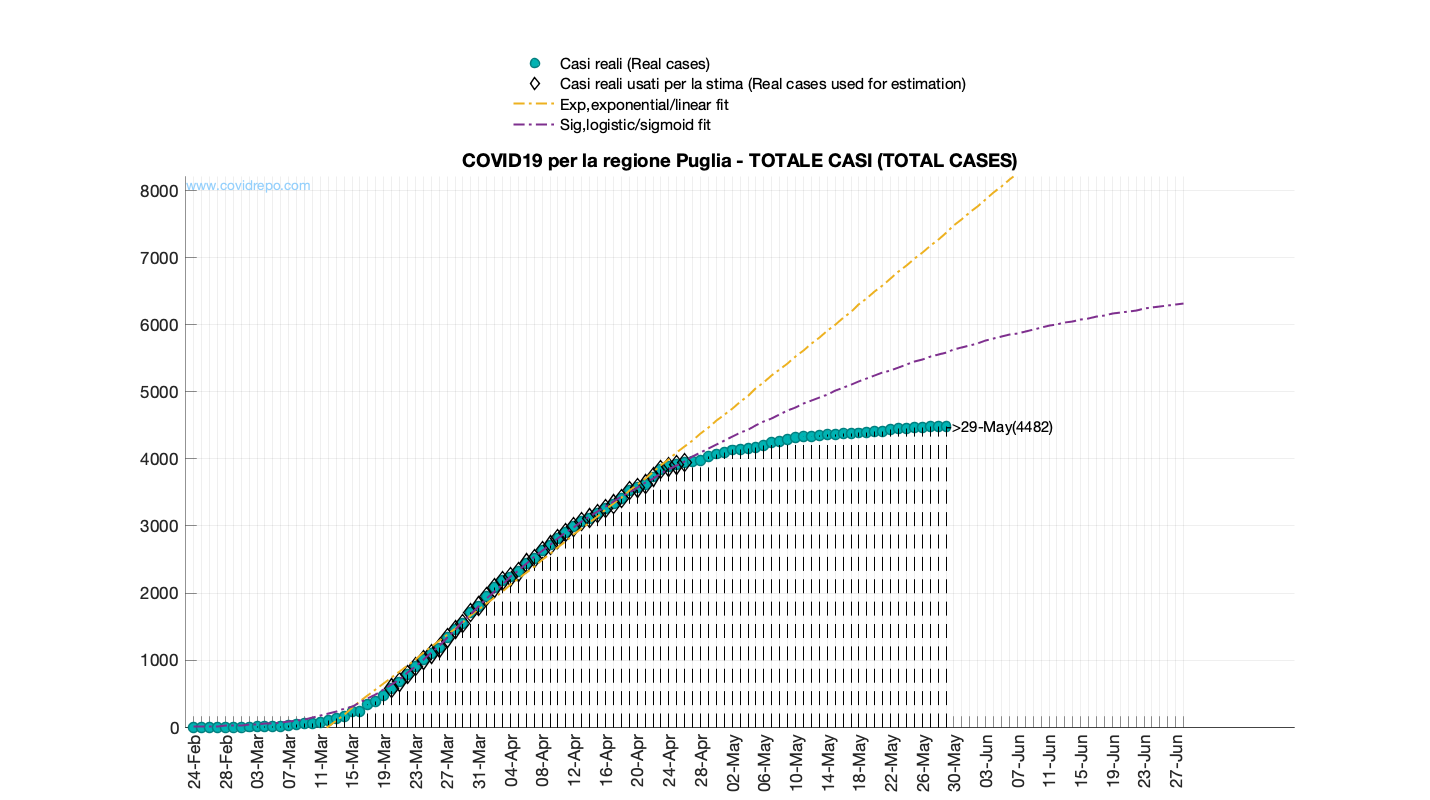 Casi reali (Real cases)
Casi reali usati per la stima (Real cases used for estimation)
Exp,exponential/linear fit
Sig,logistic/sigmoid fit
COVID19 per la regione Puglia - TOTALE CASI (TOTAL CASES)
www.covidrepo.com
8000
7000
6000
5000
4000
3000
2000
1000
0
>29-May(4482)
24-Feb
28-Feb
03-Mar
07-Mar
11-Mar
15-Mar
19-Mar
23-Mar
27-Mar
31-Mar
04-Apr
08-Apr
12-Apr
16-Apr
20-Apr
24-Apr
28-Apr
02-May
06-May
10-May
14-May
18-May
22-May
26-May
30-May
03-Jun
07-Jun
11-Jun
15-Jun
19-Jun
23-Jun
27-Jun